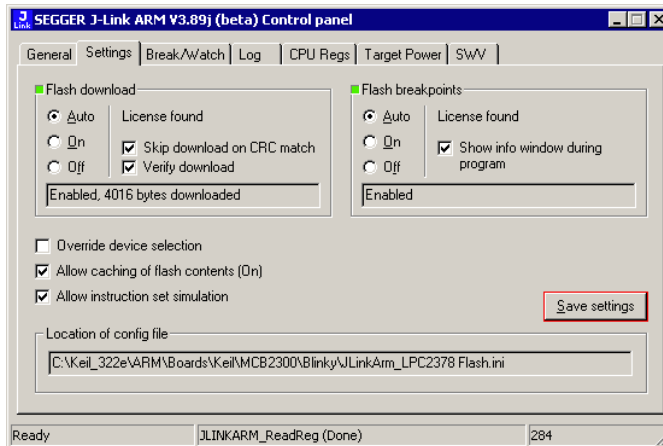 J Link SEGGER J-Link ARM V3.89j (beta) Control panel
General Settings Break/Watch Log CPU Regs Target Power SWV
Flash download
Auto License found
On Skip download on CRC match
Off Verify download
Enabled, 4016 bytes downloaded
Flash breakpoints
Auto License found
On Show info window during
program
Off
Enabled
Override device selection
Allow caching of flash contents (On)
Allow instruction set simulation
Save settings
Location of config file
C:\Keil_322e\ARM\Boards\Keil\MCB2300\Blinky\JLinkArm_LPC2378 Flash.ini
Ready JLINKARM_ReadReg (Done) 284